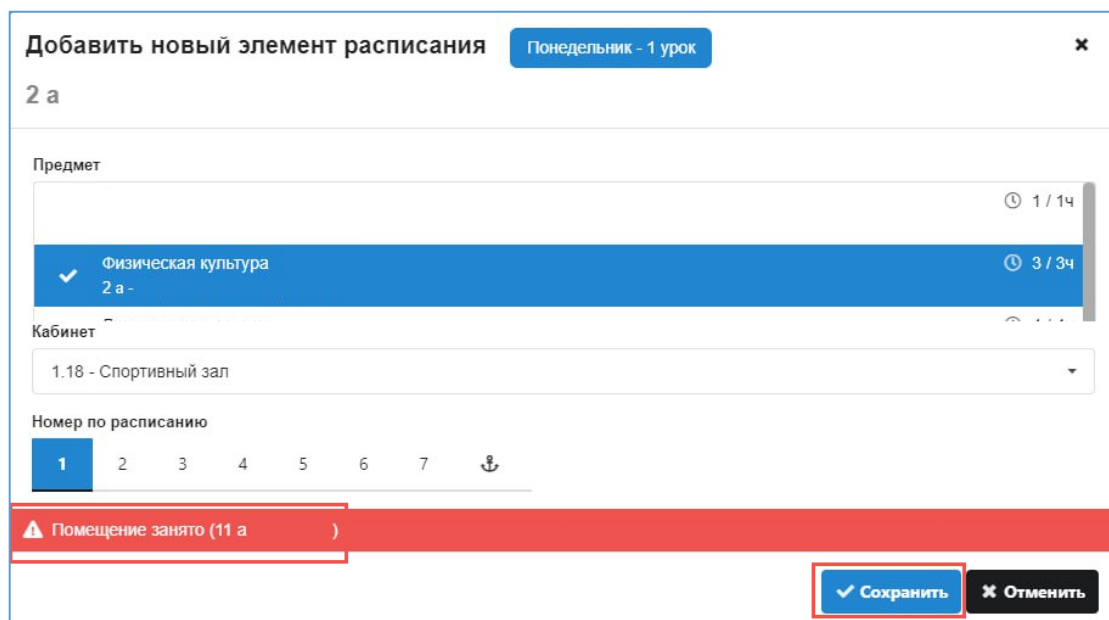 Добавить новый элемент расписания Понедельник - 1 урок
2 а
Предмет
1 / 1ч
Физическая культура 3 / 3ч
2 а -
Кабинет
1.18 - Спортивный зал
Номер по расписанию
1 2 3 4 5 6 7
Помещение занято (11 а )
Сохранить Отменить